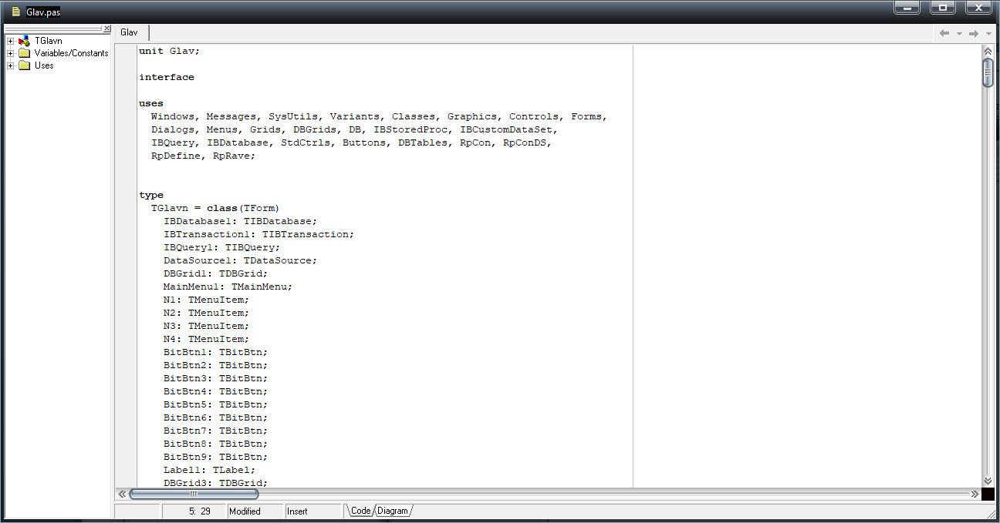 Glav.pas
TGlavn
Variables/Constants
Uses
Glav
unit Glav;
interface
uses
Windows, Messages, SysUtils, Variants, Classes, Graphics, Controls, Forms,
Dialogs, Menus, Grids, DBGrids, DB, IBStoredProc, IBCustomDataSet,
IBQuery, IBDatabase, StdCtrls, Buttons, DBTables, RpCon, RpConDS,
RpDefine, RpRave;
type
TGlavn = class(TForm)
IBDatabase1: TIBDatabase;
IBTransaction1: TIBTransaction;
IBQuery1: TIBQuery;
DataSource1: TDataSource;
DBGrid1: TDBGrid;
MainMenu1: TMainMenu;
N1: TMenuItem;
N2: TMenuItem;
N3: TMenuItem;
N4: TMenuItem;
BitBtn1: TBitBtn;
BitBtn2: TBitBtn;
BitBtn3: TBitBtn;
BitBtn4: TBitBtn;
BitBtn5: TBitBtn;
BitBtn6: TBitBtn;
BitBtn7: TBitBtn;
BitBtn8: TBitBtn;
BitBtn9: TBitBtn;
Label1: TLabel;
DBGrid3: TDBGrid;
5: 29 Modified Insert Code Diagram